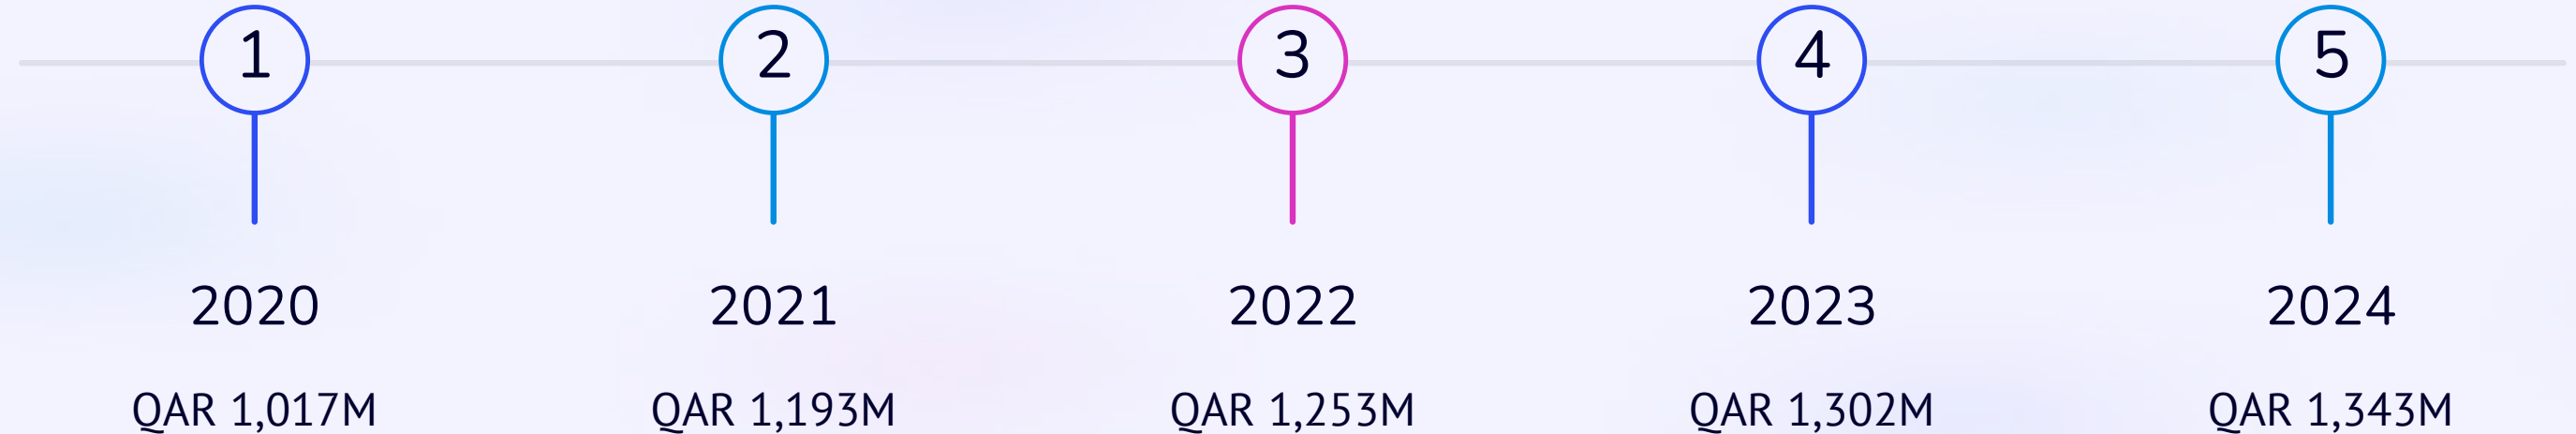 1 2 3 4 5
2020 2021 2022 2023 2024
QAR 1,017M QAR 1,193M QAR 1,253M QAR 1,302M QAR 1,343M